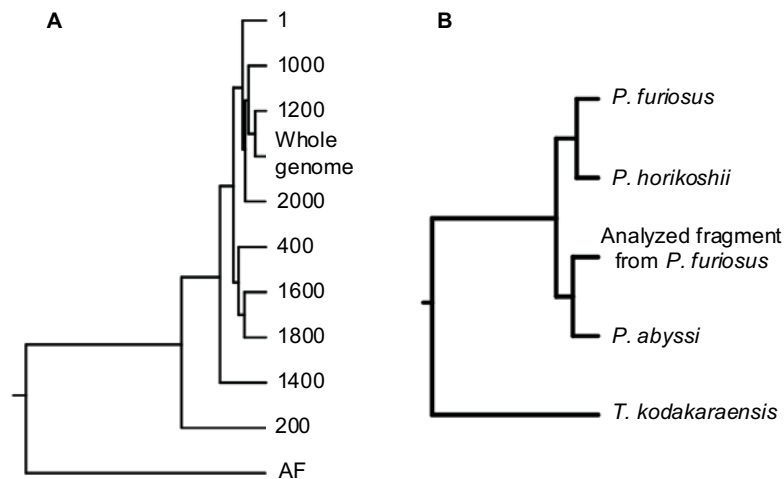 A
1
1000
1200
Whole
genome
2000
400
1600
1800
1400
200
AF
B
P. furiosus
P. horikoshii
Analyzed fragment
from P. furiosus
P. abyssi
T. kodakaraensis